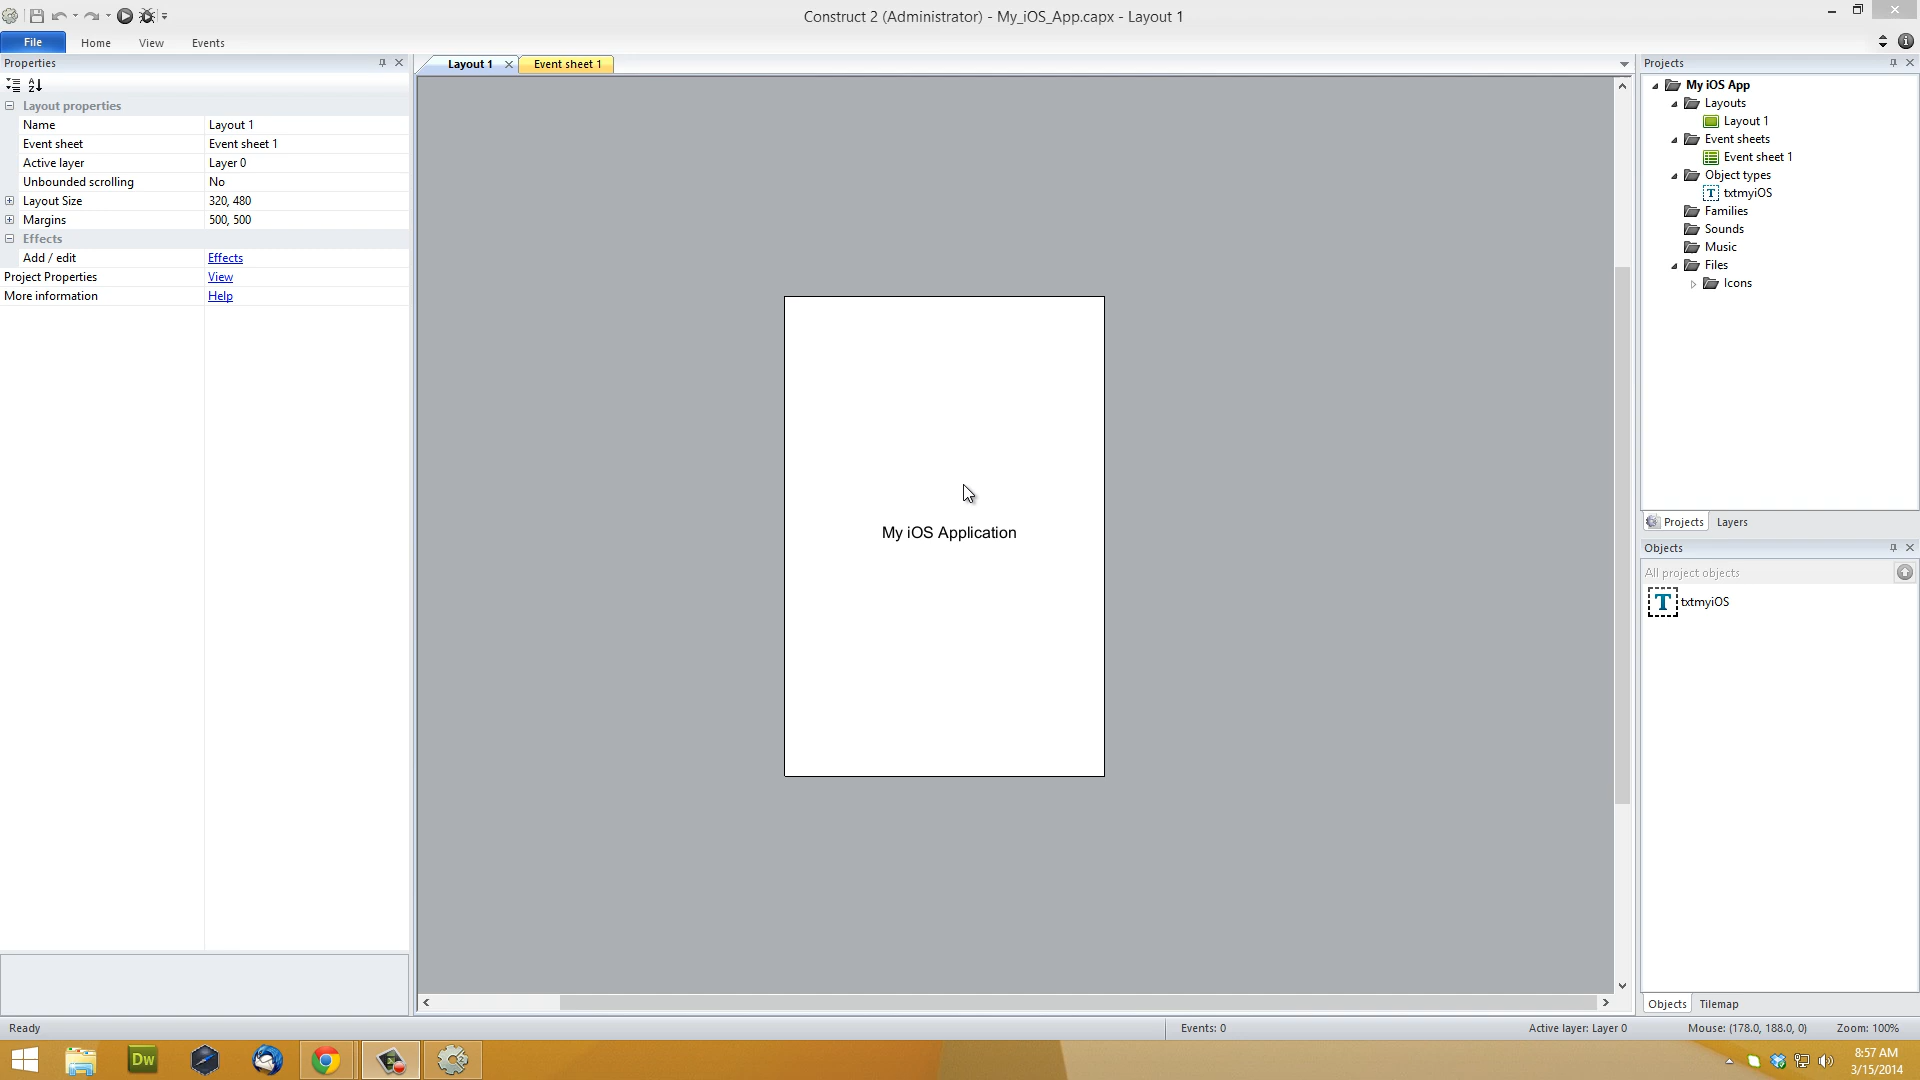 Construct 2 (Administrator) - My_iOS_App.capx - Layout 1
File Home View Events
Properties
Layout properties
Name Layout 1
Event sheet Event sheet 1
Active layer Layer 0
Unbounded scrolling No
Layout Size 320, 480
Margins 500, 500
Effects
Add / edit Effects
Project Properties View
More information Help
Layout 1 Event sheet 1
My iOS Application
Projects
My iOS App
Layouts
Layout 1
Event sheets
Event sheet 1
Object types
T txtmyiOS
Families
Sounds
Music
Files
Icons
Projects Layers
Objects
All project objects
T txtmyiOS
Objects Tilemap
Ready Events: 0 Active layer: Layer 0 Mouse: (178.0, 188.0, 0) Zoom: 100%
Dw
8:57 AM
3/15/2014